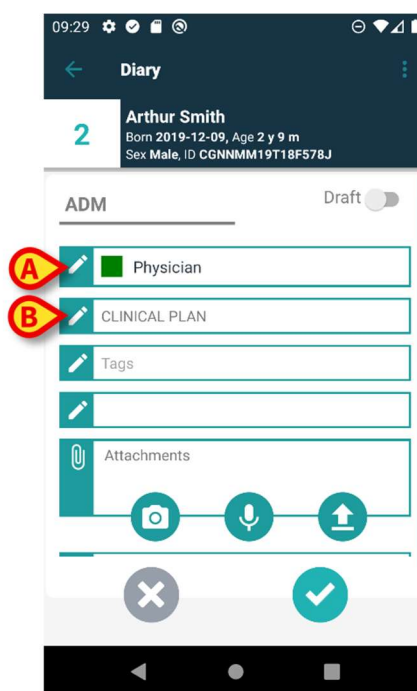 09:29
Diary
2
Arthur Smith
Born 2019-12-09, Age 2 y 9 m
Sex Male, ID CGNNMM19T18F578J
ADM
Draft
A
Physician
B
CLINICAL PLAN
Tags
Attachments